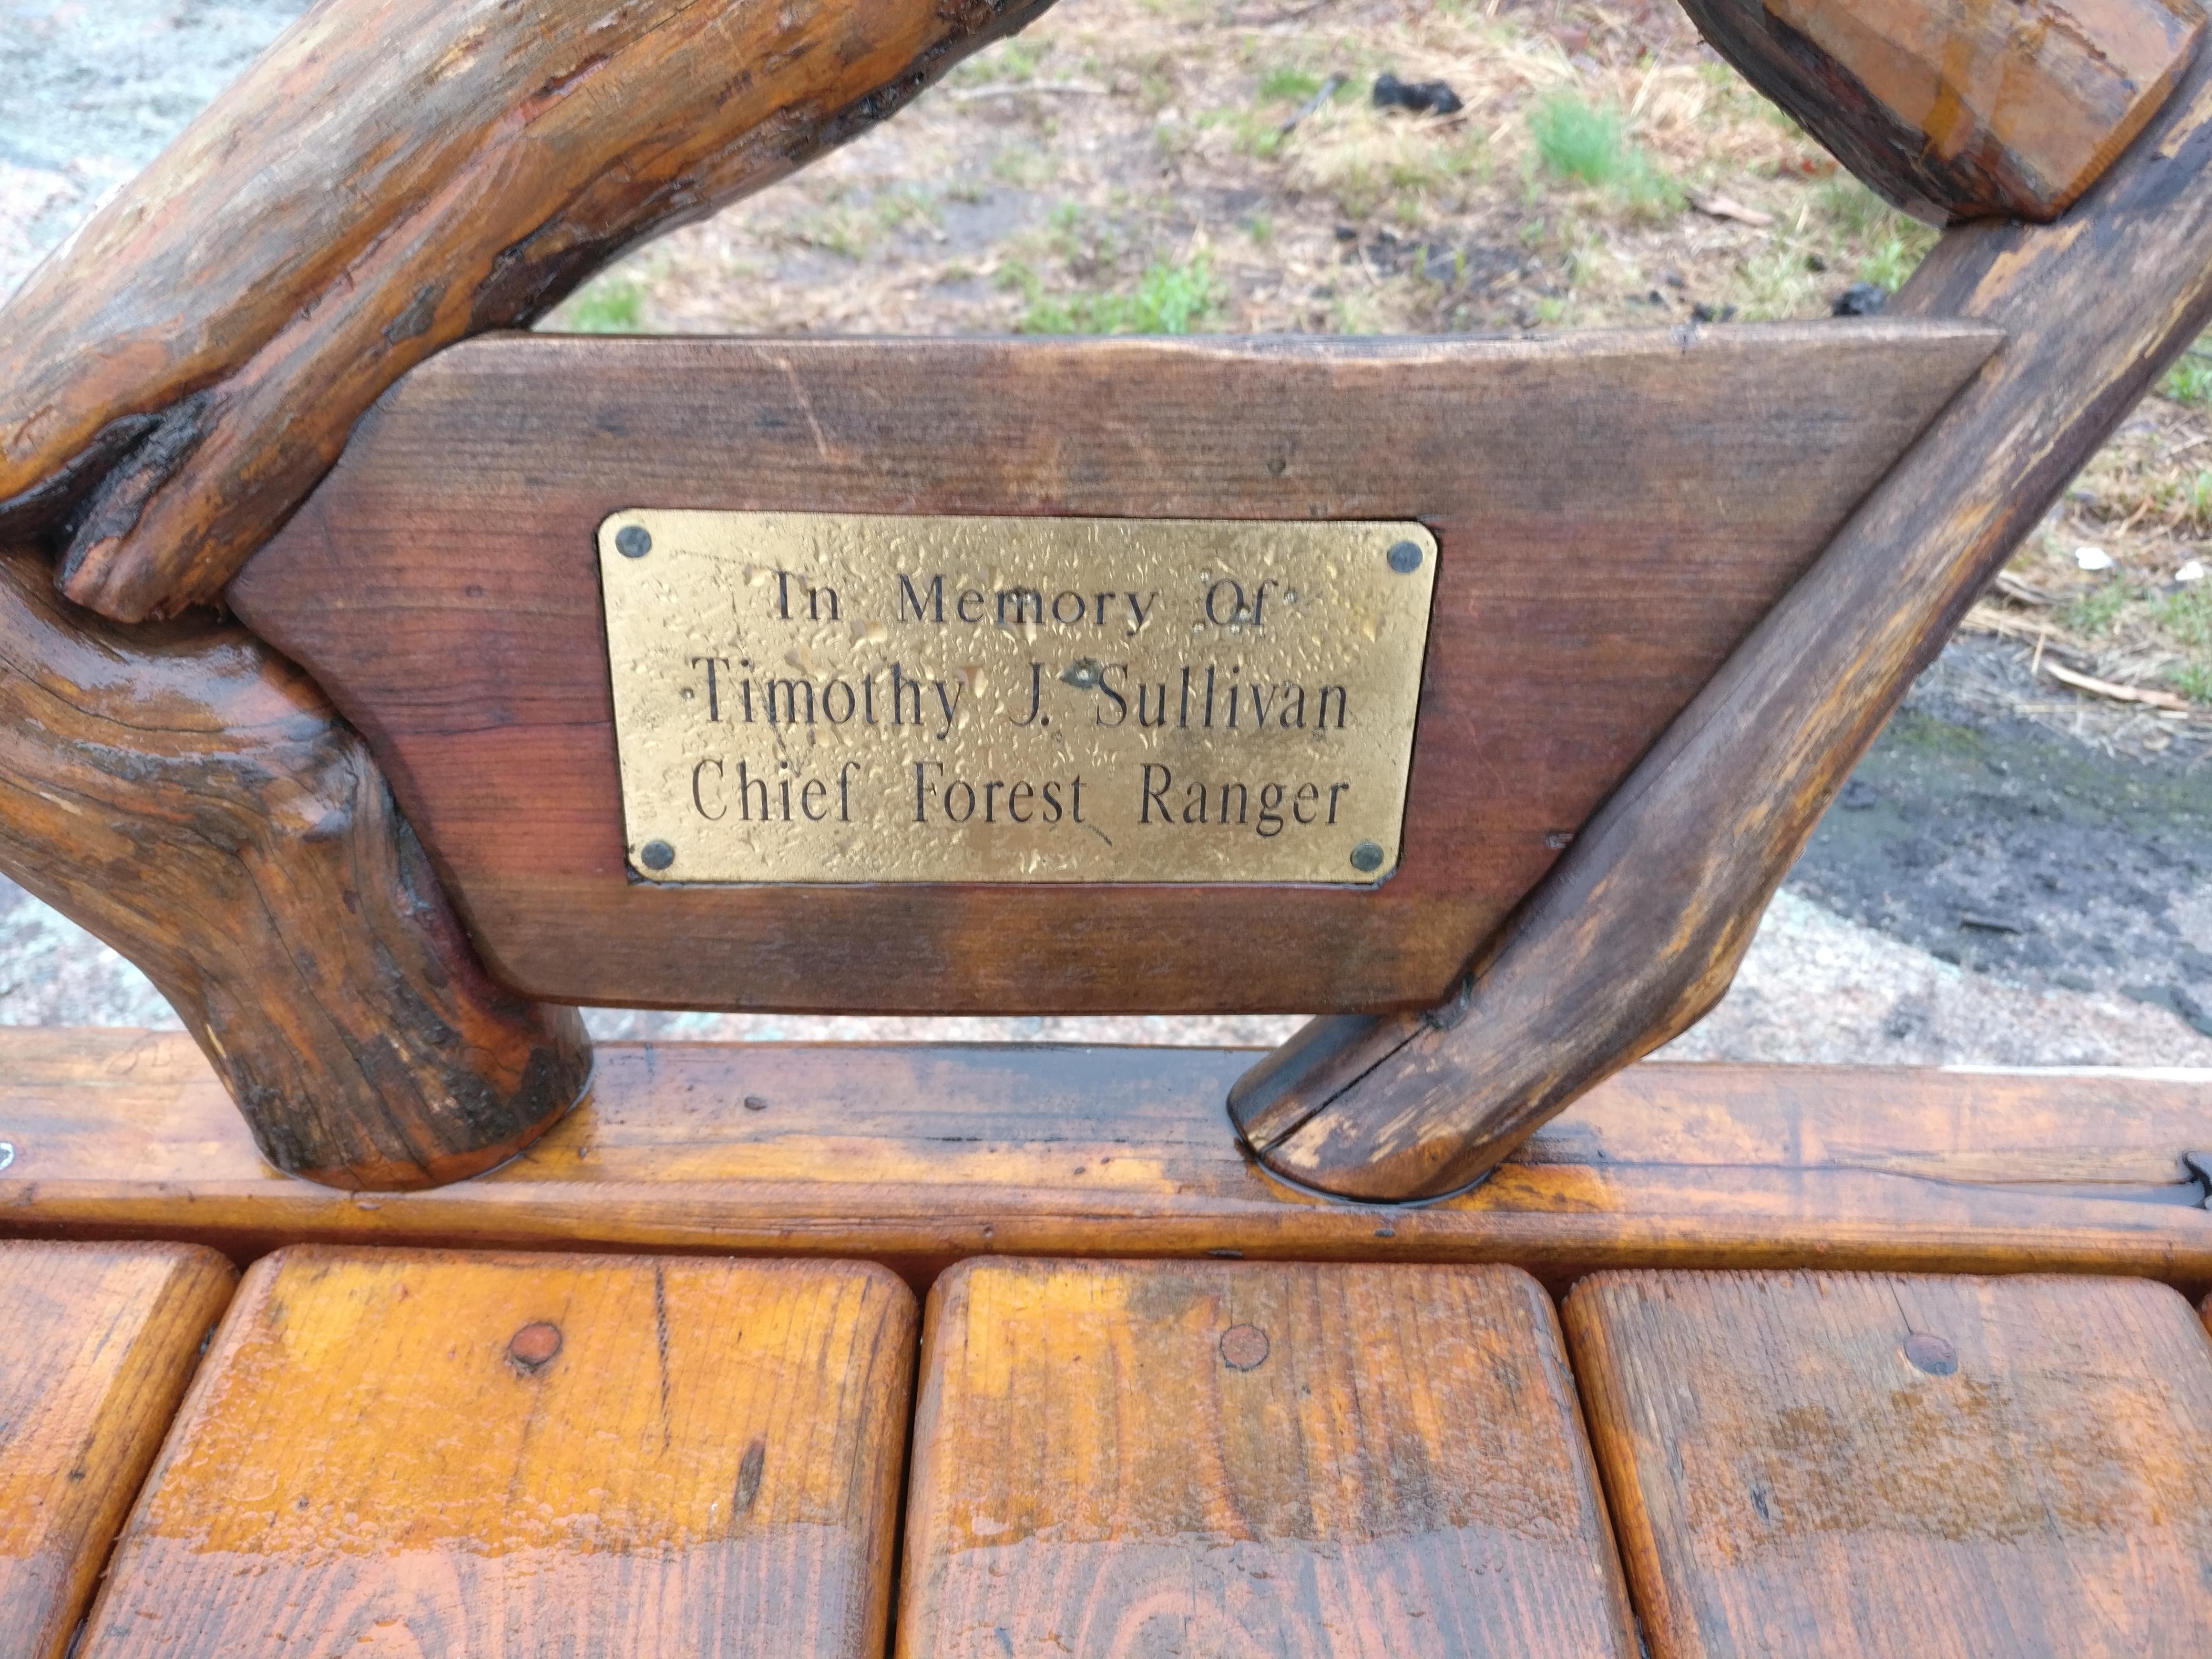 In Memory Of
Timothy J. Sullivan
Chief Forest Ranger